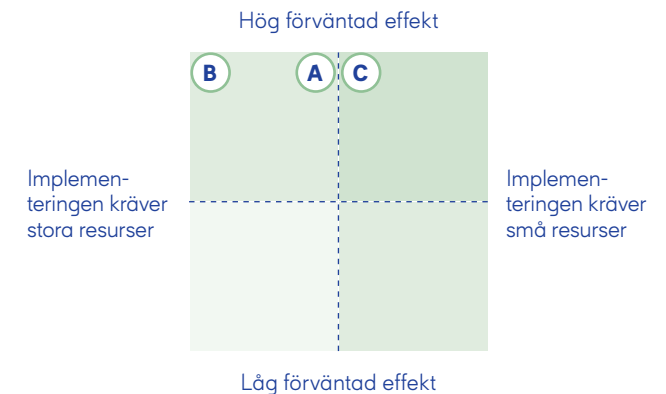 Hög förväntad effekt
B
A
C
Implemen-
teringen kräver
stora resurser
Implemen-
teringen kräver
små resurser
Låg förväntad effekt